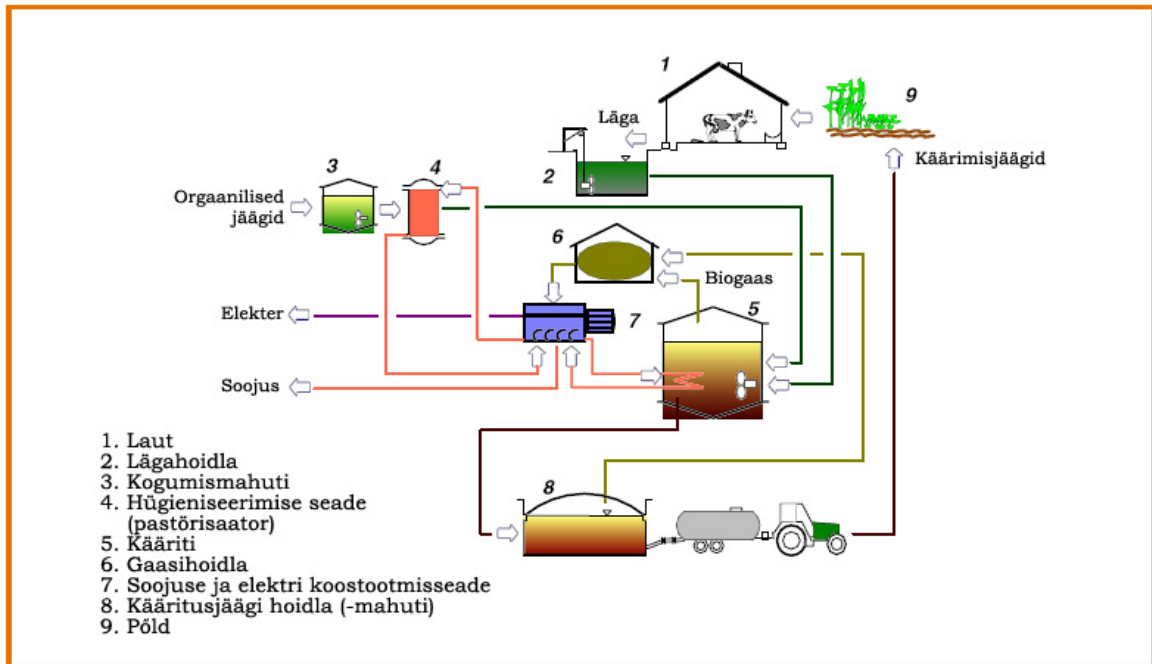 1
9
Läga
Käärimisjäägid
2
3
4
Orgaanilised
jäägid
6
Biogaas
5
Elekter
7
Soojus
8
1. Laut
2. Lägahoidla
3. Kogumismahuti
4. Hügieniseerimise seade
(pastörisaator)
5. Kääriti
6. Gaasihoidla
7. Soojuse ja elektri koostootmisseade
8. Kääritusjäägi hoidla (-mahuti)
9. Põld